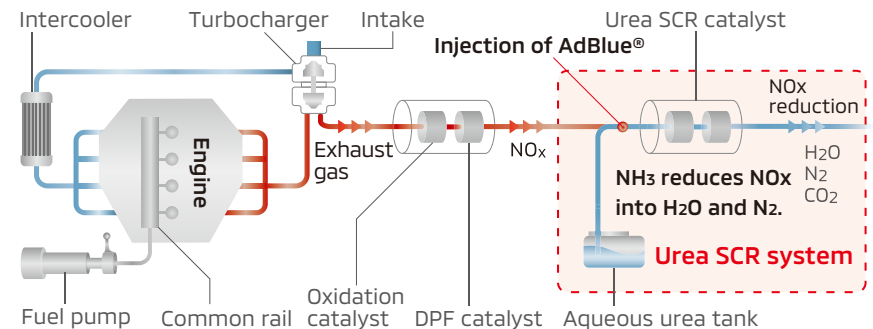 Intercooler
Turbocharger
Intake
Urea SCR catalyst
Injection of AdBlue®
NOx
reduction
Engine
Exhaust
gas
NOx
H2O
N2
CO2
NH3 reduces NOx
into H2O and N2.
Urea SCR system
Fuel pump
Common rail
Oxidation
catalyst
DPF catalyst
Aqueous urea tank